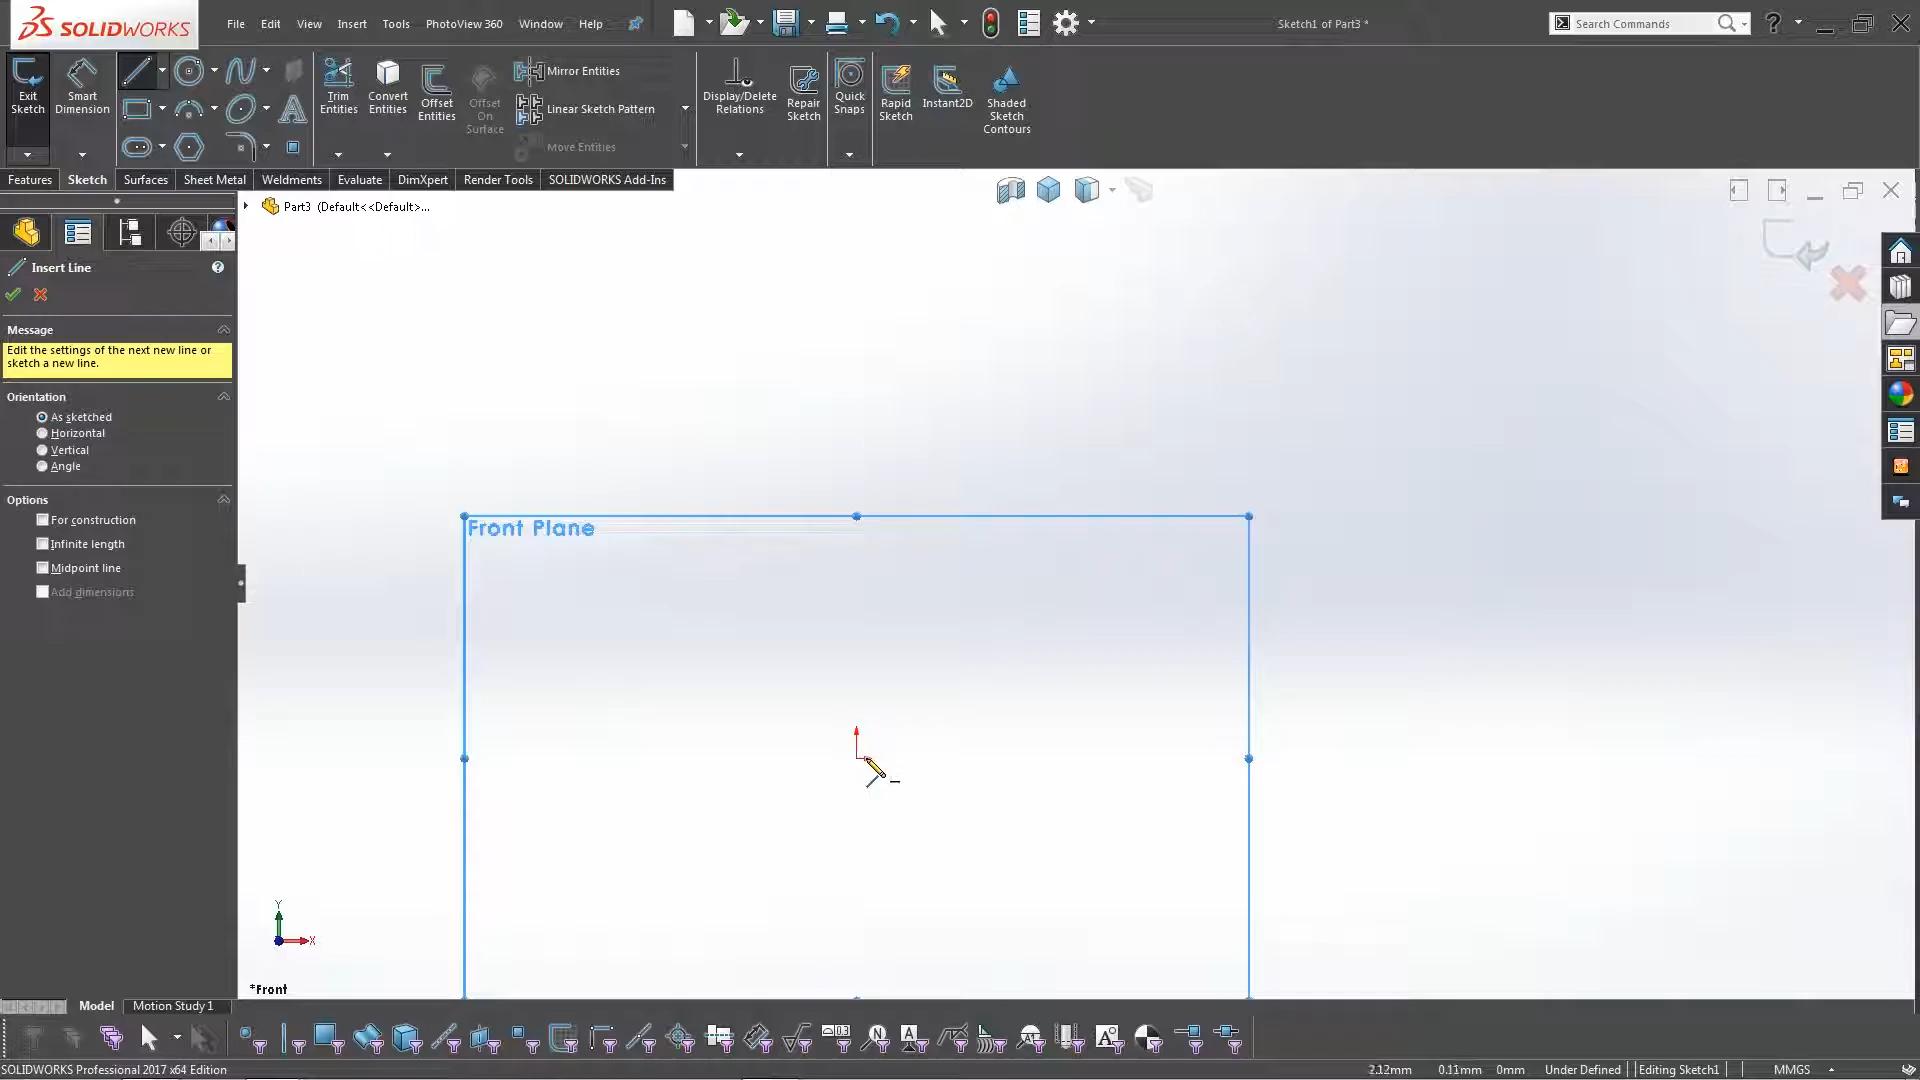 SOLIDWORKS
File Edit View Insert Tools PhotoView 360 Window Help
Sketch1 of Part3 *
Search Commands
?
Exit Sketch
Smart Dimension
Trim Entities
Convert Entities
Offset Entities
Offset On Surface
Mirror Entities
Linear Sketch Pattern
Move Entities
Display/Delete Relations
Repair Sketch
Quick Snaps
Rapid Sketch
Instant2D
Shaded Sketch Contours
Features Sketch Surfaces Sheet Metal Weldments Evaluate DimXpert Render Tools SOLIDWORKS Add-Ins
Part3 (Default<<Default>...
Insert Line
?
Message
Edit the settings of the next new line or
sketch a new line.
Orientation
As sketched
Horizontal
Vertical
Angle
Options
For construction
Infinite length
Midpoint line
Add dimensions
Front Plane
Y
X
*Front
Model Motion Study 1
SOLIDWORKS Professional 2017 x64 Edition
2.12mm 0.11mm 0mm Under Defined Editing Sketch1 MMGS